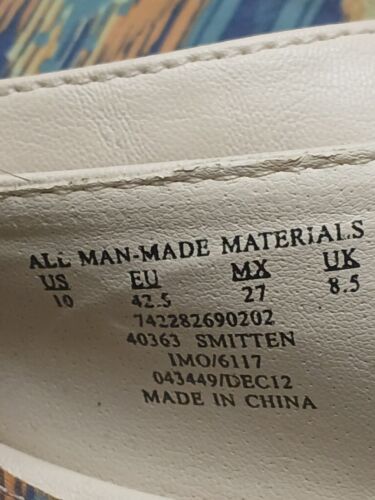 ALL MAN-MADE MATERIALS
US EU MX UK
10 42.5 27 8.5
742282690202
40363 SMITTEN
IMO/6117
043449/DEC12
MADE IN CHINA